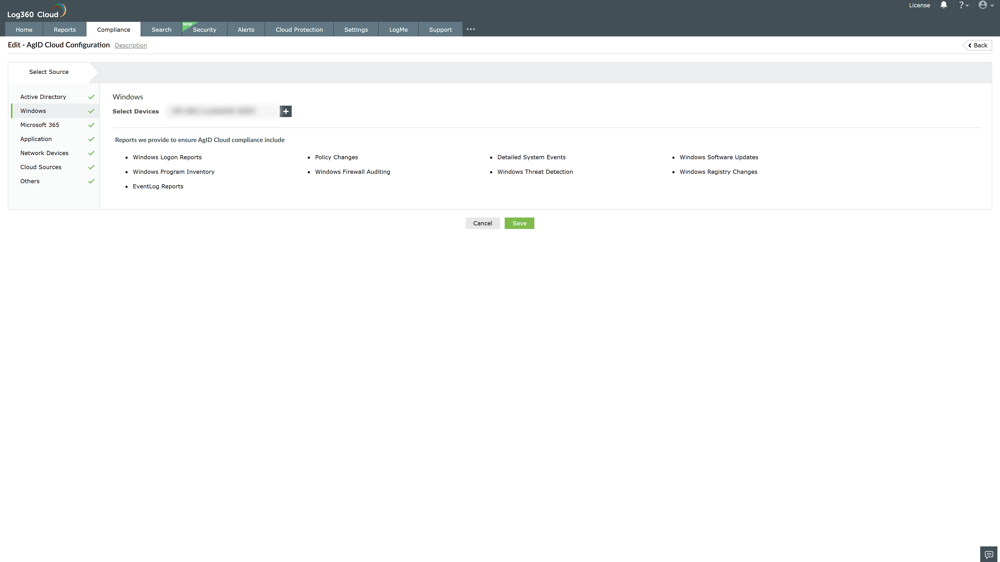 Log360 Cloud
License
?
Home
Reports
Compliance
Search
NEW
Security
Alerts
Cloud Protection
Settings
LogMe
Support
Edit - AgID Cloud Configuration Description
Back
Select Source
Active Directory
Windows
Microsoft 365
Application
Network Devices
Cloud Sources
Others
Windows
Select Devices
Reports we provide to ensure AgID Cloud compliance include
Windows Logon Reports
Policy Changes
Detailed System Events
Windows Software Updates
Windows Program Inventory
Windows Firewall Auditing
Windows Threat Detection
Windows Registry Changes
EventLog Reports
Cancel
Save